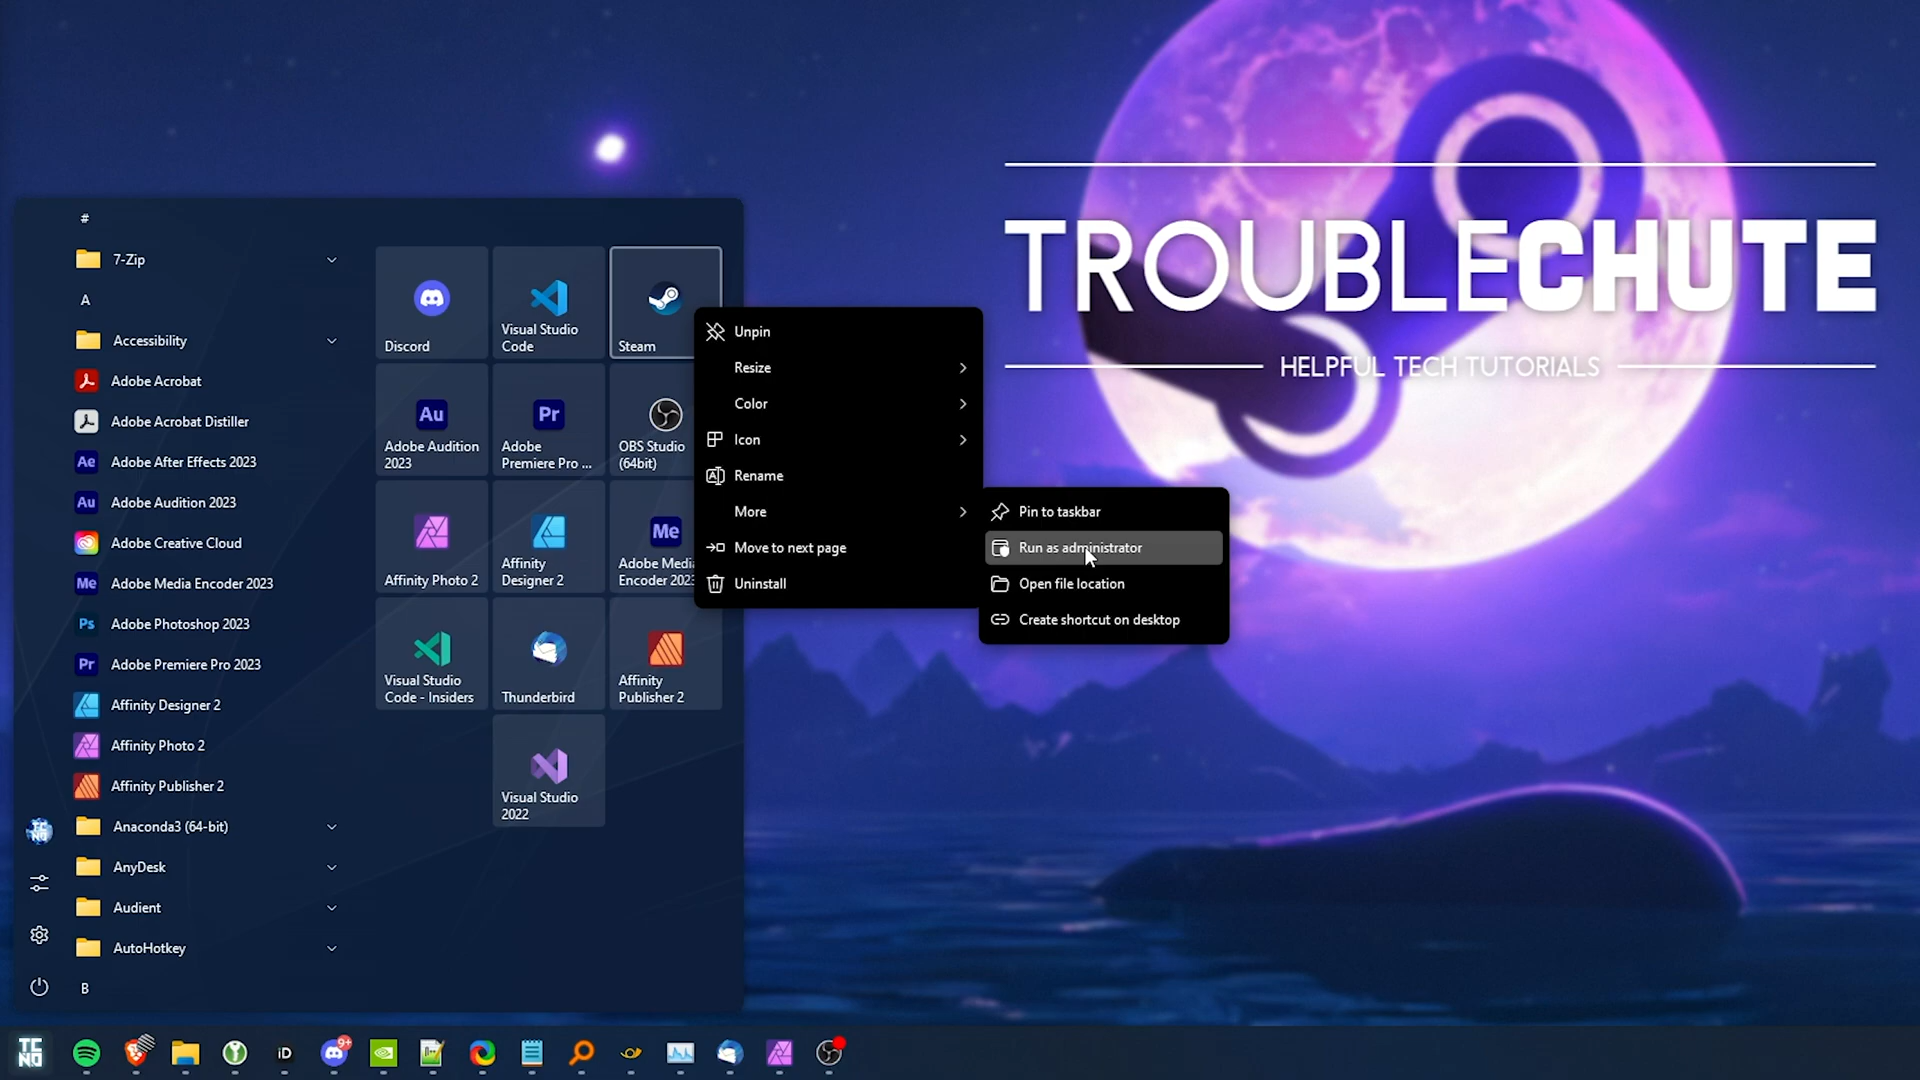 #
7-Zip
A
Accessibility
Adobe Acrobat
Adobe Acrobat Distiller
Adobe After Effects 2023
Adobe Audition 2023
Adobe Creative Cloud
Adobe Media Encoder 2023
Adobe Photoshop 2023
Adobe Premiere Pro 2023
Affinity Designer 2
Affinity Photo 2
Affinity Publisher 2
Anaconda3 (64-bit)
AnyDesk
Audient
AutoHotkey
B
Discord
Visual Studio
Code
Steam
Au
Adobe Audition
2023
Pr
Adobe
Premiere Pro ...
OBS Studio
(64bit)
Affinity Photo 2
Affinity
Designer 2
Me
Adobe Medi
Encoder 2023
Visual Studio
Code - Insiders
Thunderbird
Affinity
Publisher 2
Visual Studio
2022
Unpin
Resize
Color
Icon
Rename
More
Move to next page
Uninstall
Pin to taskbar
Run as administrator
Open file location
Create shortcut on desktop
TROUBLECHUTE
HELPFUL TECH TUTORIALS
Ae
Au
Me
Ps
Pr
TC
NO
iD
9+